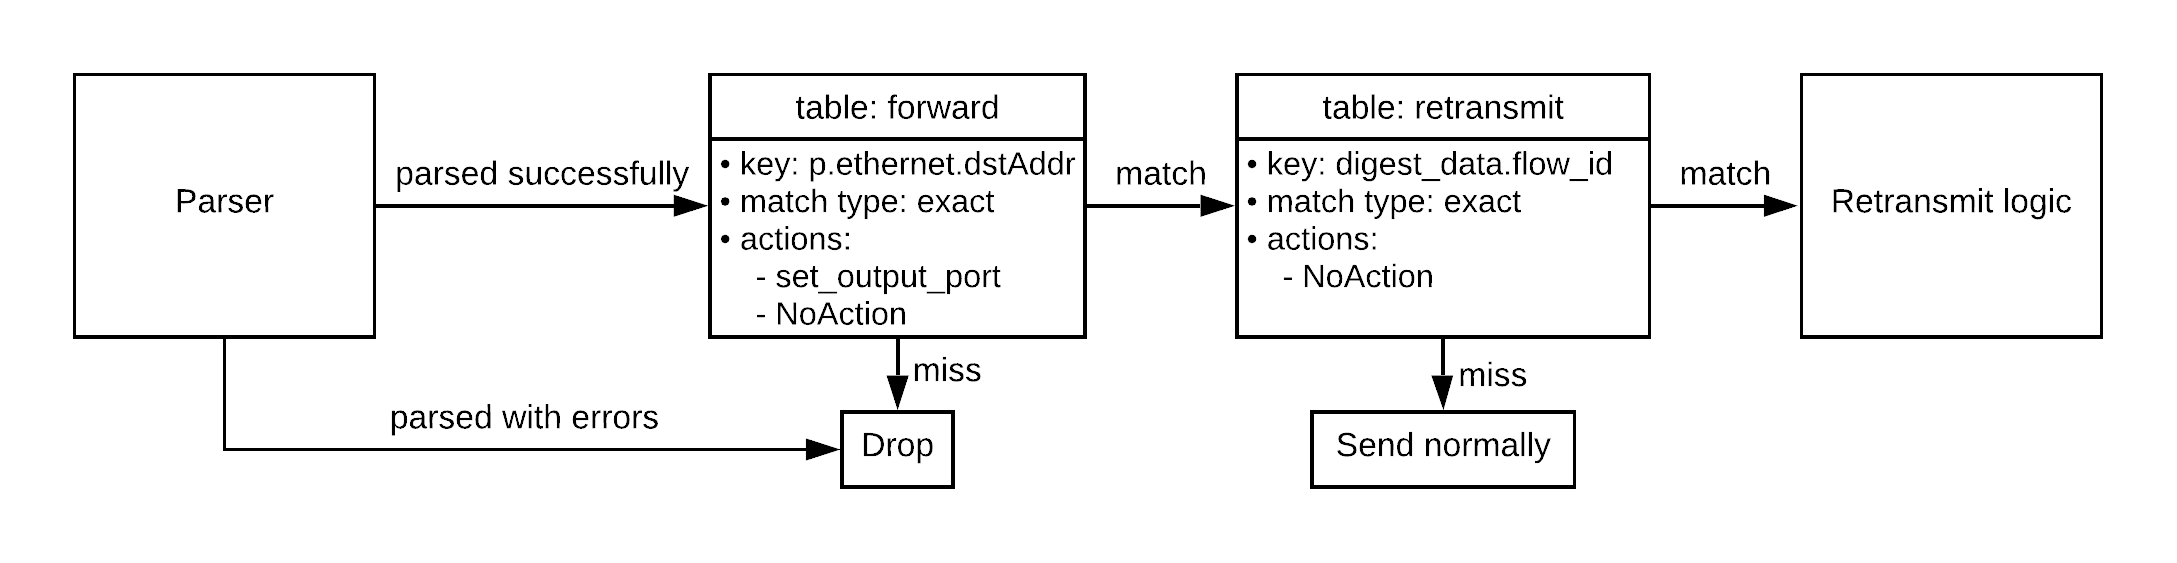 Parser
parsed successfully
table: forward
• key: p.ethernet.dstAddr
• match type: exact
• actions:
- set_output_port
- NoAction
match
table: retransmit
• key: digest_data.flow_id
• match type: exact
• actions:
- NoAction
match
Retransmit logic
miss
miss
parsed with errors
Drop
Send normally